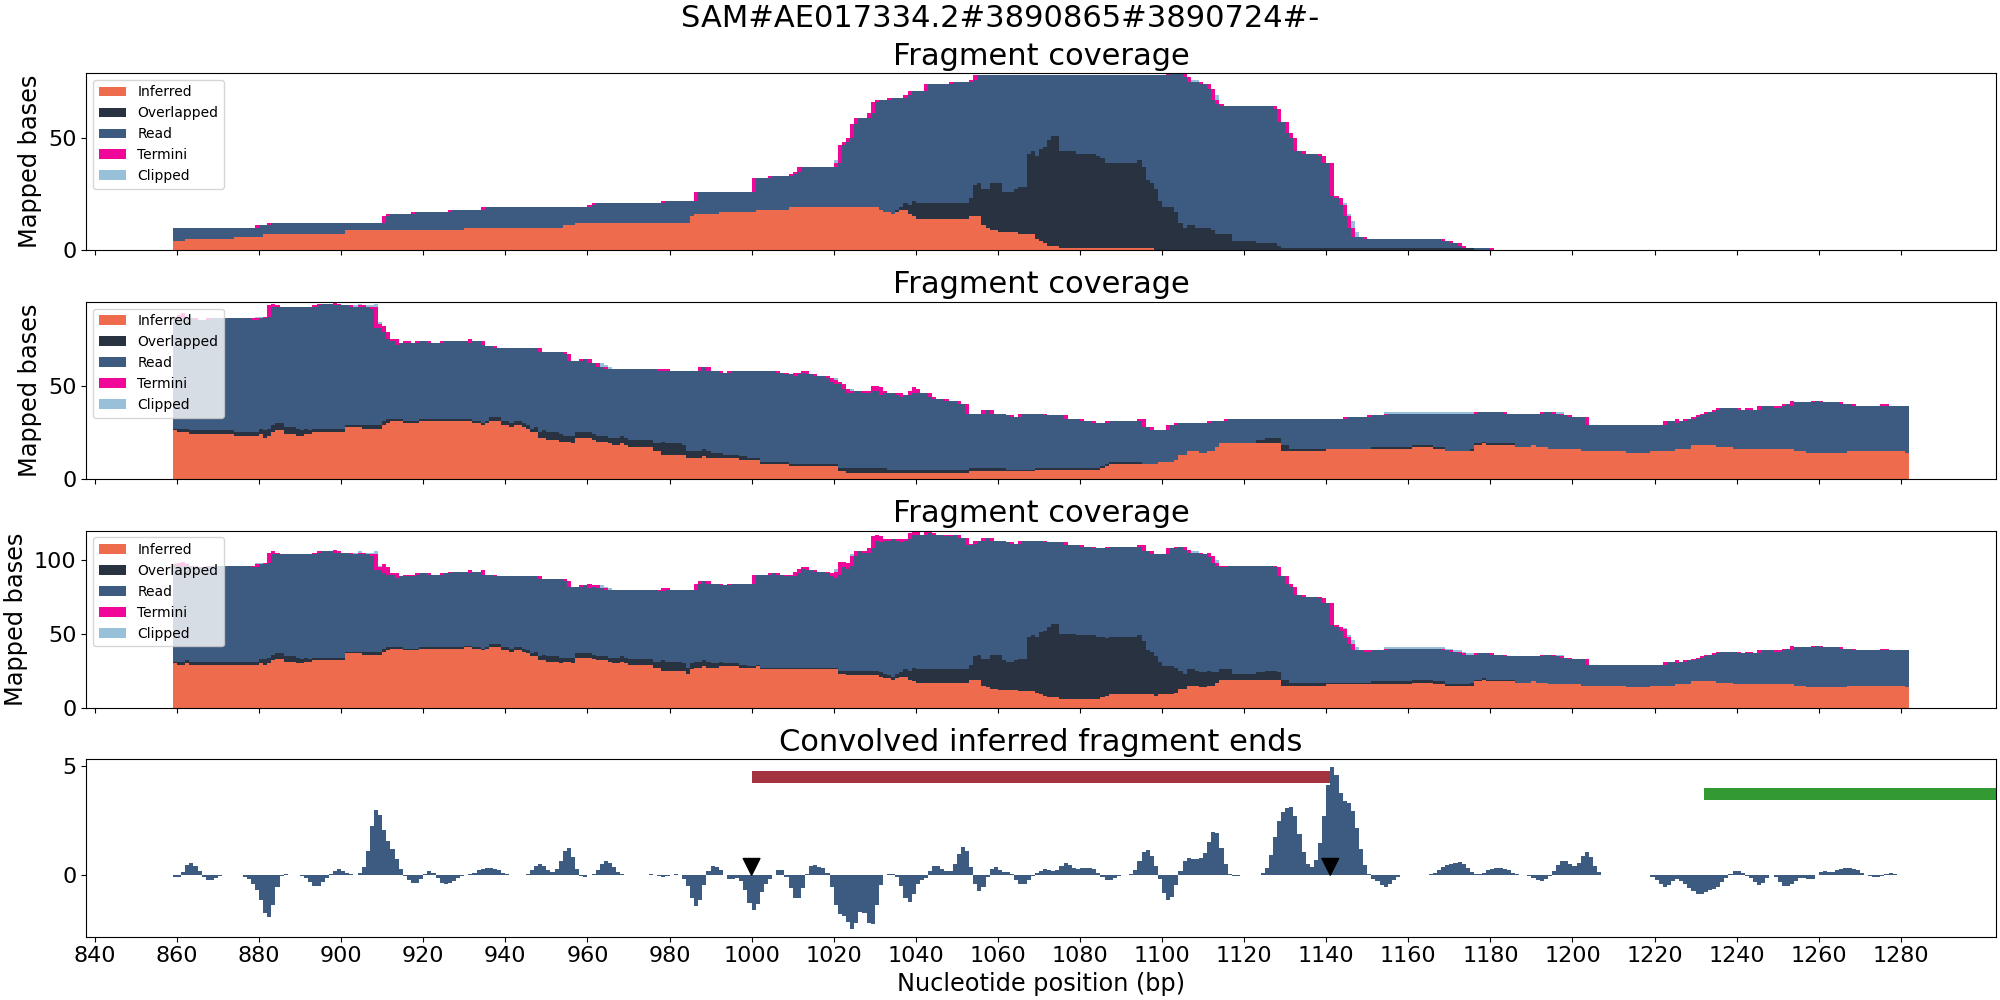 SAM#AE017334.2#3890865#3890724#-
Fragment coverage
Mapped bases
50
0
Inferred
Overlapped
Read
Termini
Clipped
Fragment coverage
Mapped bases
50
0
Inferred
Overlapped
Read
Termini
Clipped
Fragment coverage
Mapped bases
100
50
0
Inferred
Overlapped
Read
Termini
Clipped
Convolved inferred fragment ends
5
0
840 860 880 900 920 940 960 980 1000 1020 1040 1060 1080 1100 1120 1140 1160 1180 1200 1220 1240 1260 1280
Nucleotide position (bp)